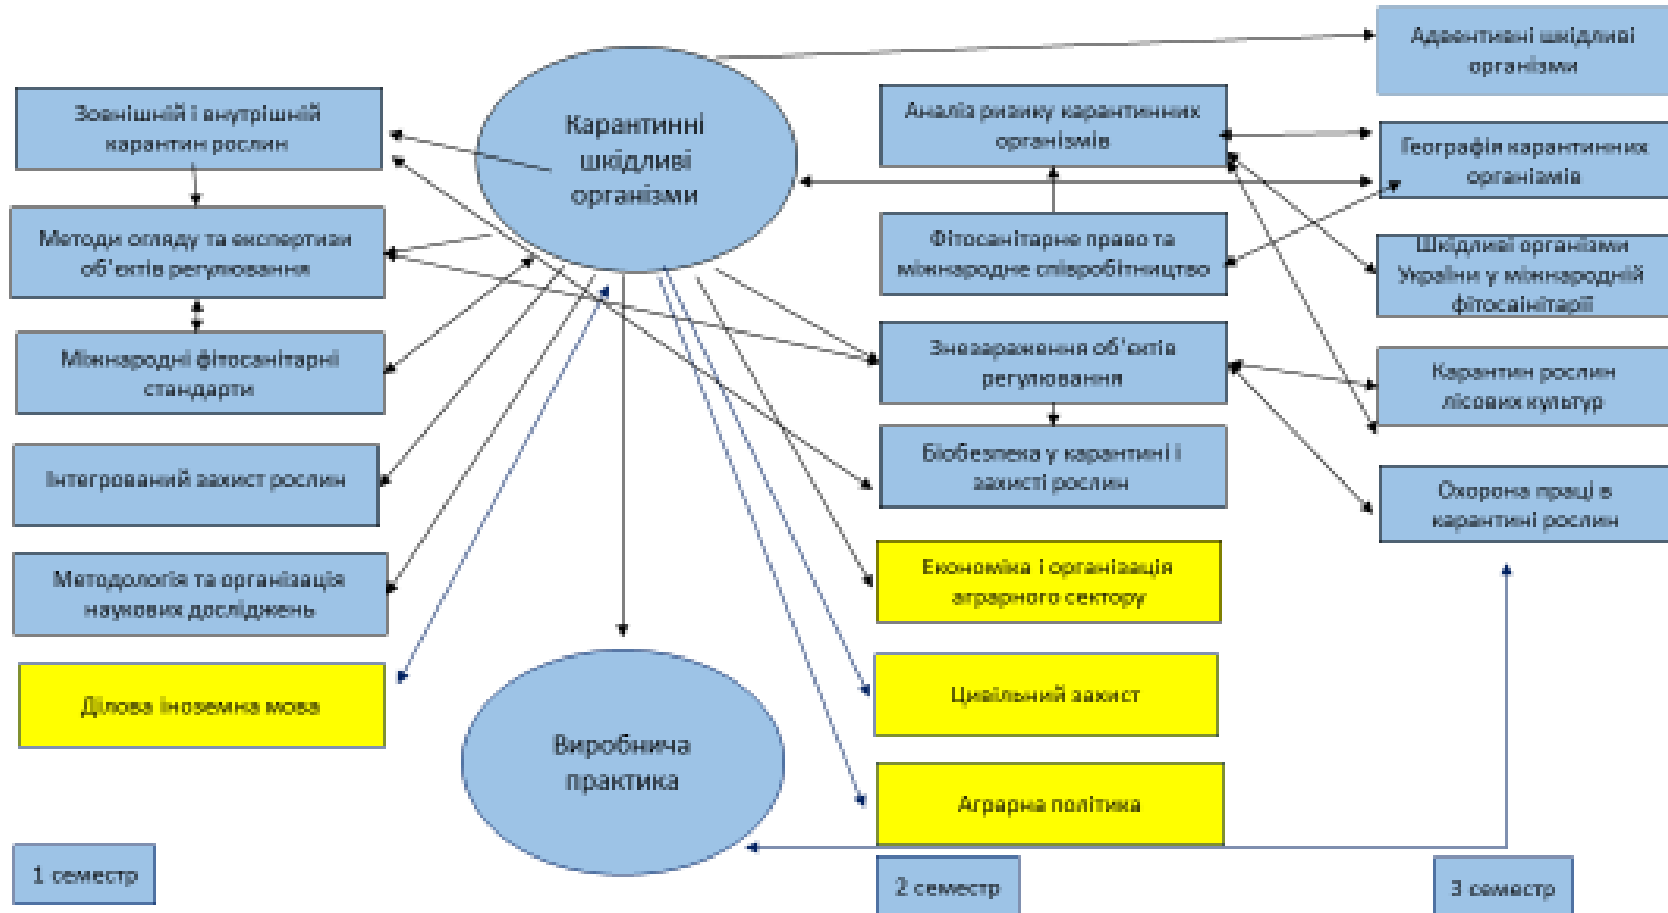 Зовнішній і внутрішній
карантин рослин
Методи огляду та експертизи
об'єктів регулювання
Міжнародні фітосанітарні
стандарти
Інтегрований захист рослин
Методологія та організація
наукових досліджень
Ділова іноземна мова
1 семестр
Карантинні
шкідливі
організми
Виробнича
практика
Аналіз ризику карантинних
організмів
Фітосанітарне право та
міжнародне співробітництво
Знезараження об'єктів
регулювання
Біобезпека у карантині і
захисті рослин
Економіка і організація
аграрного сектору
Цивільний захист
Аграрна політика
2 семестр
Адвентивні шкідливі
організми
Географія карантинних
організмів
Шкідливі організми
України у міжнародній
фітосаінітарії
Карантин рослин
лісових культур
Охорона праці в
карантині рослин
3 семестр